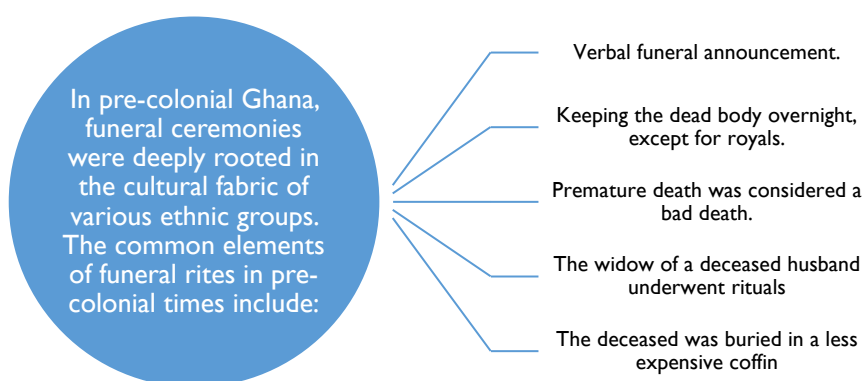 In pre-colonial Ghana,
funeral ceremonies
were deeply rooted in
the cultural fabric of
various ethnic groups.
The common elements
of funeral rites in pre-
colonial times include:
Verbal funeral announcement.
Keeping the dead body overnight,
except for royals.
Premature death was considered a
bad death.
The widow of a deceased husband
underwent rituals
The deceased was buried in a less
expensive coffin